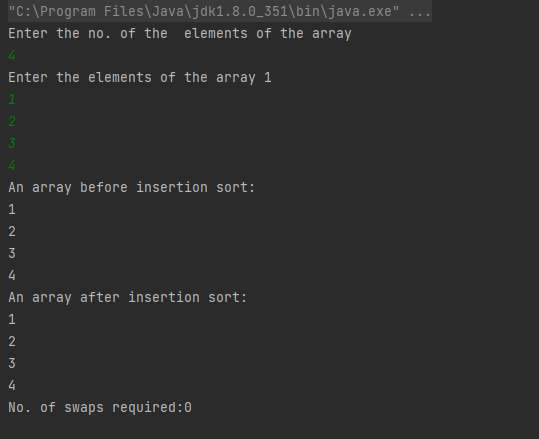 "C:\Program Files\Java\jdk1.8.0_351\bin\java.exe" ...
Enter the no. of the  elements of the array
4
Enter the elements of the array 1
1
2
3
4
An array before insertion sort:
1
2
3
4
An array after insertion sort:
1
2
3
4
No. of swaps required:0